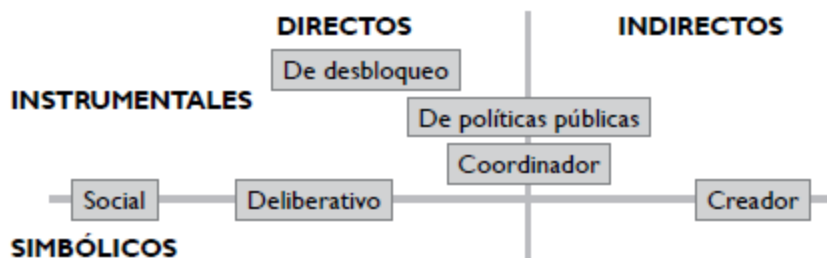 DIRECTOS
INDIRECTOS
De desbloqueo
INSTRUMENTALES
De políticas públicas
Coordinador
Social
Deliberativo
Creador
SIMBÓLICOS